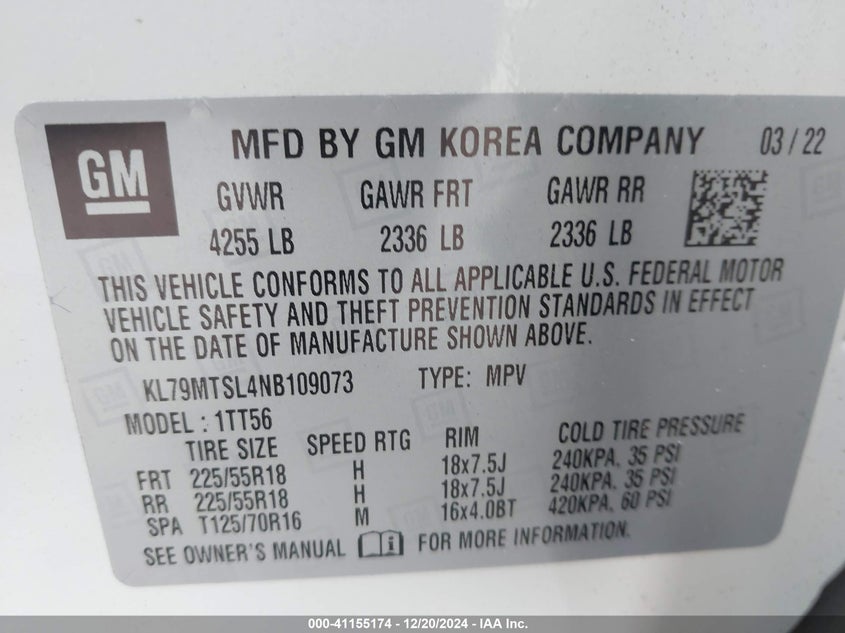 GM
MFD BY GM KOREA COMPANY 03 / 22
GVWR GAWR FRT GAWR RR
4255 LB 2336 LB 2336 LB
THIS VEHICLE CONFORMS TO ALL APPLICABLE U.S. FEDERAL MOTOR
VEHICLE SAFETY AND THEFT PREVENTION STANDARDS IN EFFECT
ON THE DATE OF MANUFACTURE SHOWN ABOVE.
KL79MTSL4NB109073 TYPE: MPV
MODEL : 1TT56
TIRE SIZE SPEED RTG RIM COLD TIRE PRESSURE
FRT 225/55R18 H 18x7.5J 240KPA, 35 PSI
RR 225/55R18 H 18x7.5J 240KPA, 35 PSI
SPA T125/70R16 M 16x4.0BT 420KPA, 60 PSI
SEE OWNER'S MANUAL i FOR MORE INFORMATION.
000-41155174 - 12/20/2024 - IAA Inc.